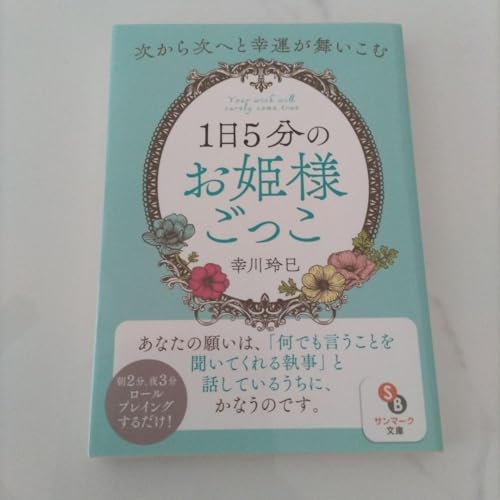 次から次へと幸運が舞いこむ
Your wish will
surely come true
1日5分の
お姫様
ごっこ
幸川玲巳
あなたの願いは、「何でも言うことを
聞いてくれる執事」と
話しているうちに、
かなうのです。
朝2分、夜3分
ロール
プレイング
するだけ!
S
B
サンマーク
文庫